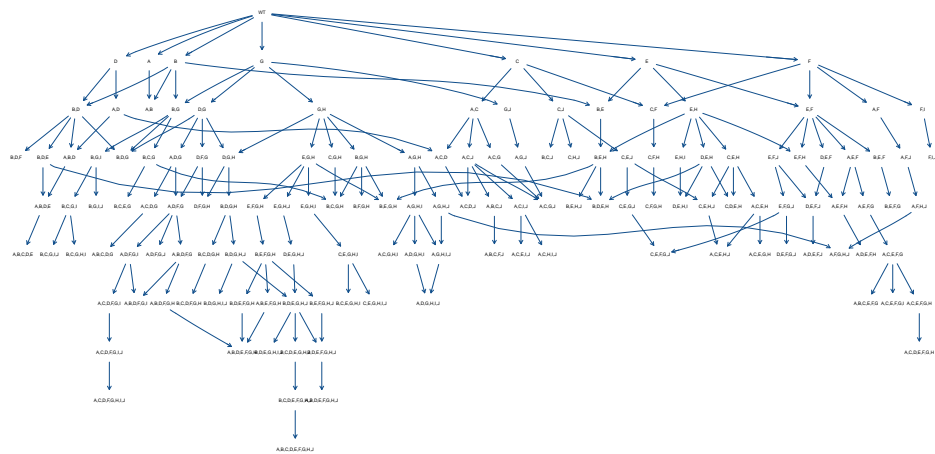 WT
D A B G C E F
B,D A,D A,B B,G D,G G,H A,C G,J C,J B,E C,F E,H E,F A,F F,I
B,D,F B,D,E A,B,D B,G,I B,D,G B,C,G A,D,G D,F,G D,G,H E,G,H C,G,H B,G,H A,G,H A,C,D A,C,J A,C,G A,G,J B,C,J C,H,J B,E,H C,E,J C,F,H E,H,I D,E,H C,E,H E,F,J E,F,H D,E,F A,E,F B,E,F A,F,J
A,B,D,E B,C,G,I B,G,I,J B,C,E,G A,C,D,G A,D,F,G D,F,G,H B,D,G,H E,F,G,H E,G,H,J E,G,H,I B,C,G,H B,F,G,H B,E,G,H A,G,H,I A,G,H,J A,C,D,J A,B,C,J A,C,I,J A,C,G,J B,E,H,J B,D,E,H C,E,G,J C,F,G,H D,E,H,I C,E,H,J C,D,E,H A,C,E,H E,F,G,J D,E,F,J A,E,F,H A,E,F,G B,E,F,G A,F,H,J
A,B,C,D,E B,C,G,I,J B,C,G,H,I A,B,C,D,G A,D,F,G,I A,D,F,G,J A,B,D,F,G B,C,D,G,H B,D,G,H,J B,E,F,G,H D,E,G,H,J C,E,G,H,I A,C,G,H,I A,D,G,H,I A,G,H,I,J A,B,C,F,J A,C,E,I,J A,C,H,I,J C,E,F,G,J A,C,E,H,J A,C,E,G,H D,E,F,G,J A,D,E,F,J A,F,G,H,J A,D,E,F,H A,C,E,F,G
A,C,D,F,G,I A,B,D,F,G,I A,B,D,F,G,H B,C,D,F,G,H B,D,G,H,I,J B,D,E,F,G,H A,B,E,F,G,H B,D,E,G,H,J B,E,F,G,H,J B,C,E,G,H,I C,E,G,H,I,J A,D,G,H,I,J A,B,C,E,F,G A,C,E,F,G,I A,C,E,F,G,H
A,C,D,F,G,I,J A,C,D,E,F,G,H
A,C,D,F,G,H,I,J
A,B,C,D,E,F,G,H,J